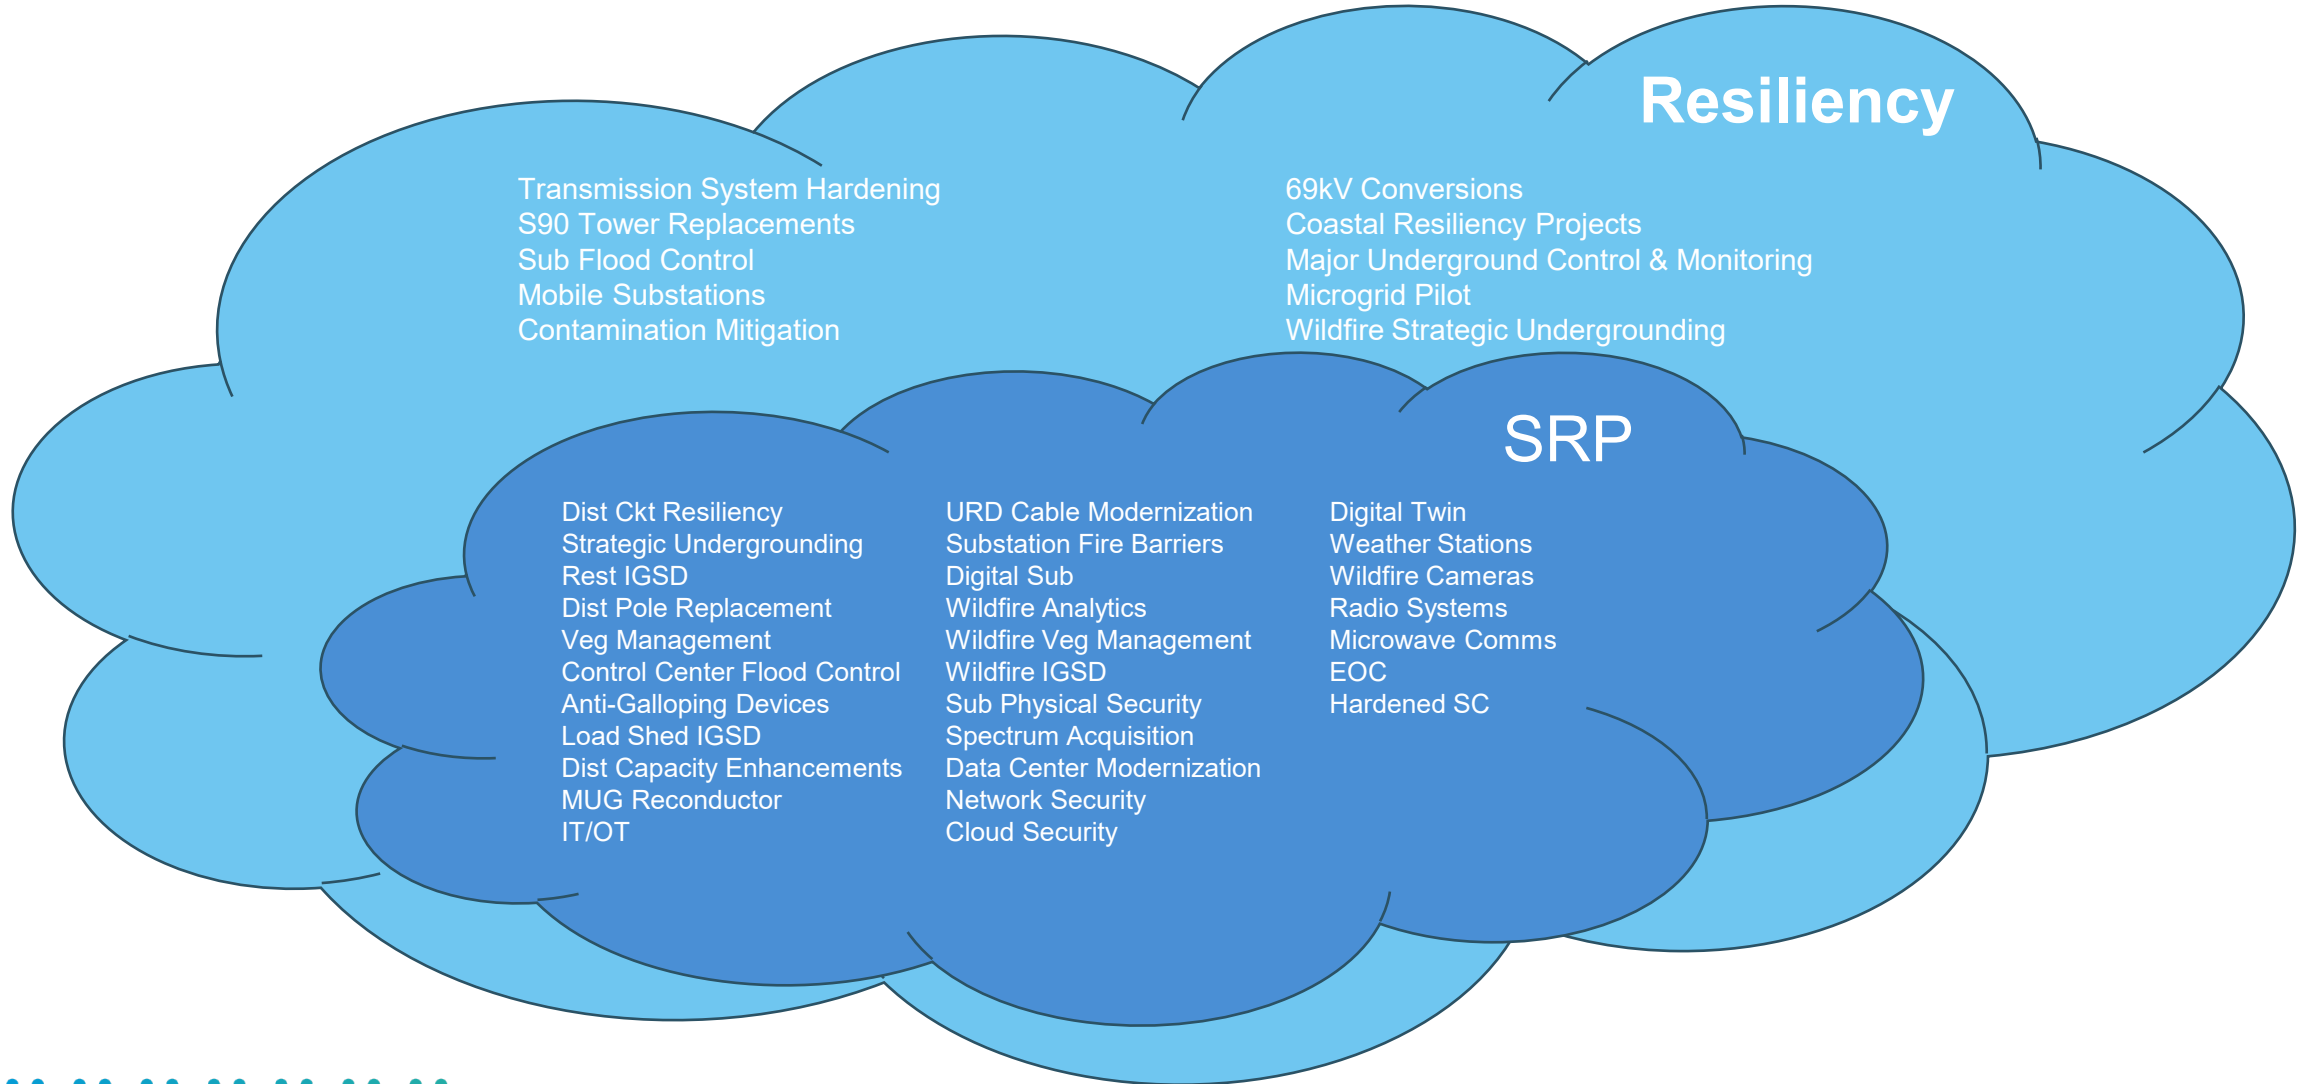 Resiliency
Transmission System Hardening
S90 Tower Replacements
Sub Flood Control
Mobile Substations
Contamination Mitigation
69kV Conversions
Coastal Resiliency Projects
Major Underground Control & Monitoring
Microgrid Pilot
Wildfire Strategic Undergrounding
SRP
Dist Ckt Resiliency
Strategic Undergrounding
Rest IGSD
Dist Pole Replacement
Veg Management
Control Center Flood Control
Anti-Galloping Devices
Load Shed IGSD
Dist Capacity Enhancements
MUG Reconductor
IT/OT
URD Cable Modernization
Substation Fire Barriers
Digital Sub
Wildfire Analytics
Wildfire Veg Management
Wildfire IGSD
Sub Physical Security
Spectrum Acquisition
Data Center Modernization
Network Security
Cloud Security
Digital Twin
Weather Stations
Wildfire Cameras
Radio Systems
Microwave Comms
EOC
Hardened SC